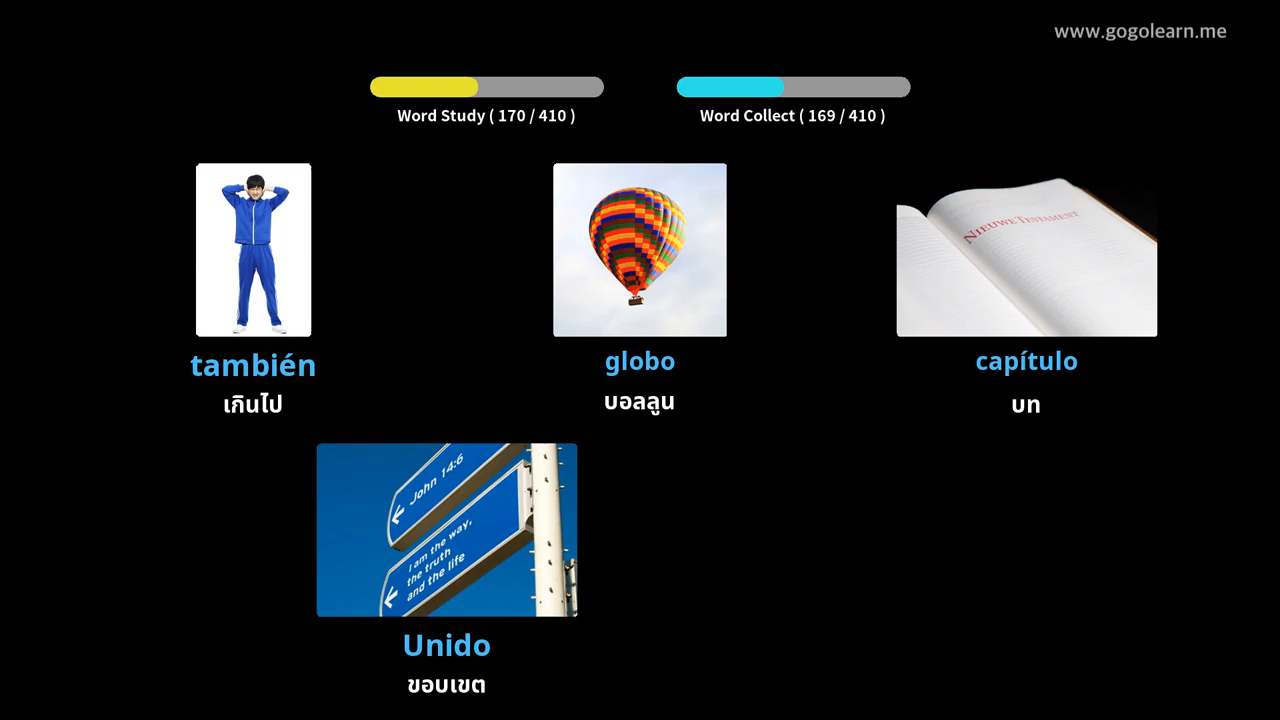 www.gogolearn.me
Word Study ( 170 / 410 )
Word Collect ( 169 / 410 )
NIEUWE TESTAMENT
también
globo
capítulo
เกินไป
บอลลูน
บท
John 14:6
I am the way,
the truth
and the life
Unido
ขอบเขต